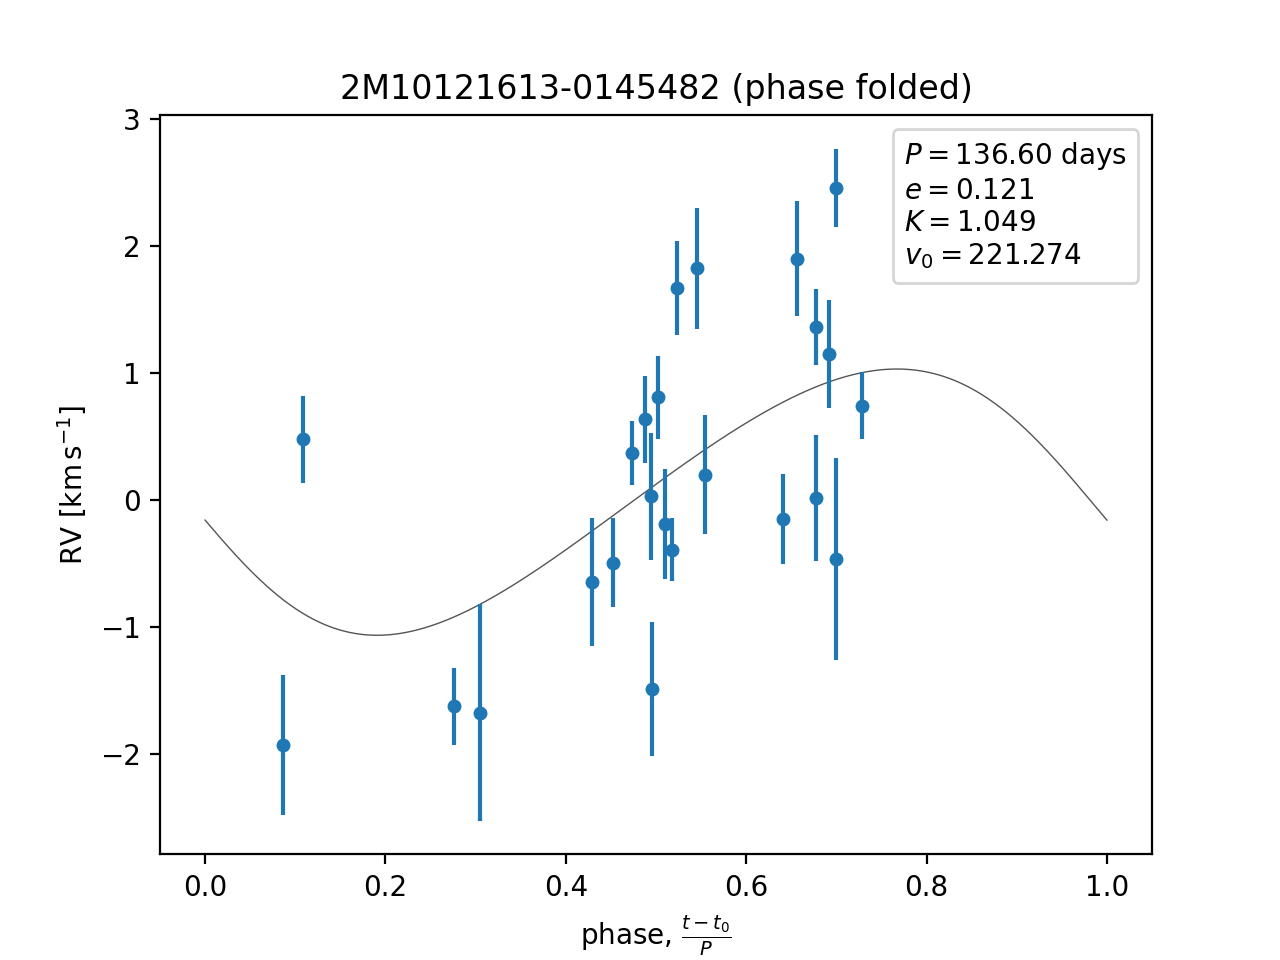 2M10121613-0145482 (phase folded)
P = 136.60 days
e = 0.121
K = 1.049
v₀ = 221.274
3
2
1
0
−1
−2
RV [km s⁻¹]
0.0 0.2 0.4 0.6 0.8 1.0
phase, (t − t₀)/P